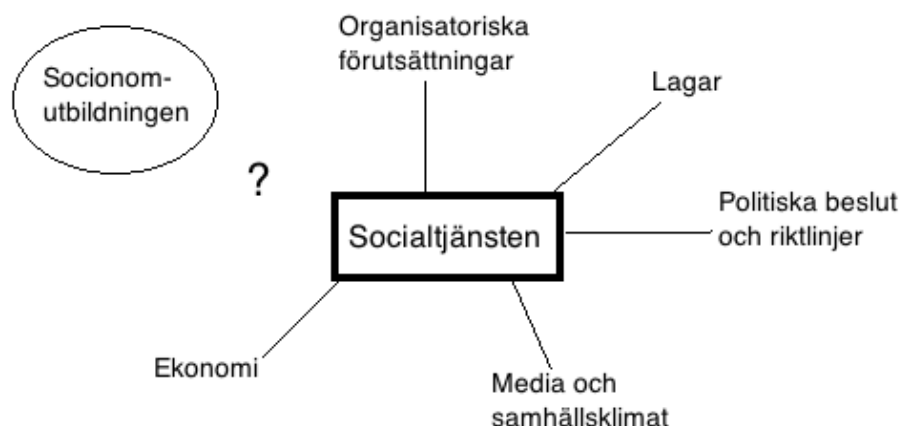 Organisatoriska
förutsättningar
Socionom-
utbildningen
Lagar
?
Politiska beslut
och riktlinjer
Socialtjänsten
Ekonomi
Media och
samhällsklimat